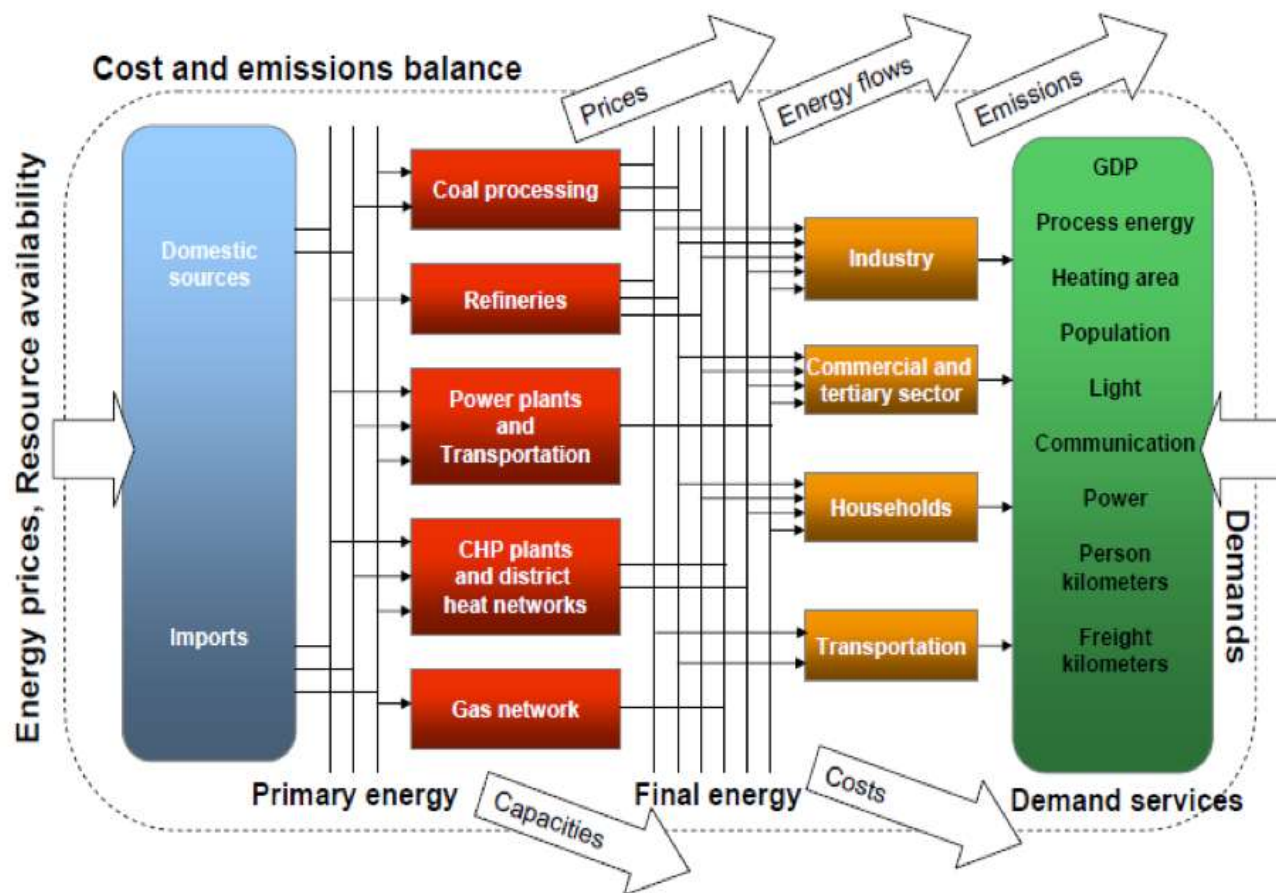 Cost and emissions balance
Prices
Energy flows
Emissions
Energy prices, Resource availability
Domestic
sources
Imports
Coal processing
Refineries
Power plants
and
Transportation
CHP plants
and district
heat networks
Gas network
Industry
Commercial and
tertiary sector
Households
Transportation
GDP
Process energy
Heating area
Population
Light
Communication
Power
Person
kilometers
Freight
kilometers
Demands
Primary energy
Capacities
Final energy
Costs
Demand services